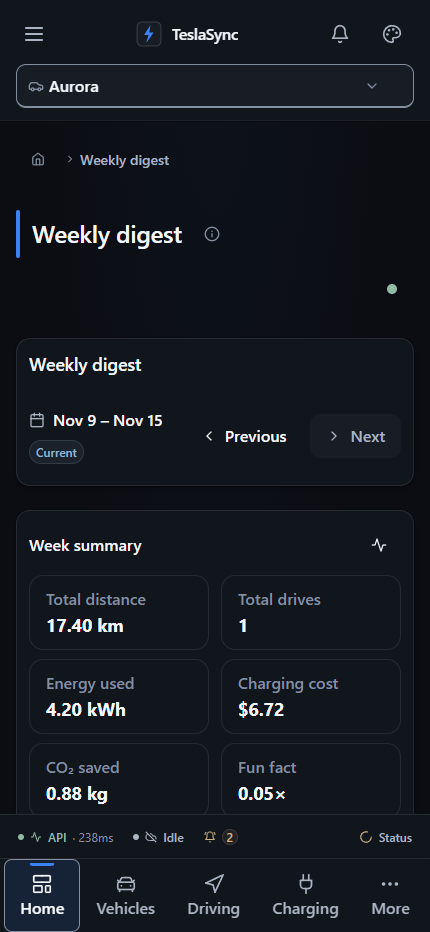 TeslaSync
Aurora
Weekly digest
Weekly digest
Weekly digest
Nov 9 – Nov 15
Current
Previous
Next
Week summary
Total distance
17.40 km
Total drives
1
Energy used
4.20 kWh
Charging cost
$6.72
CO₂ saved
0.88 kg
Fun fact
0.05×
API · 238ms
Idle
2
Status
Home
Vehicles
Driving
Charging
More